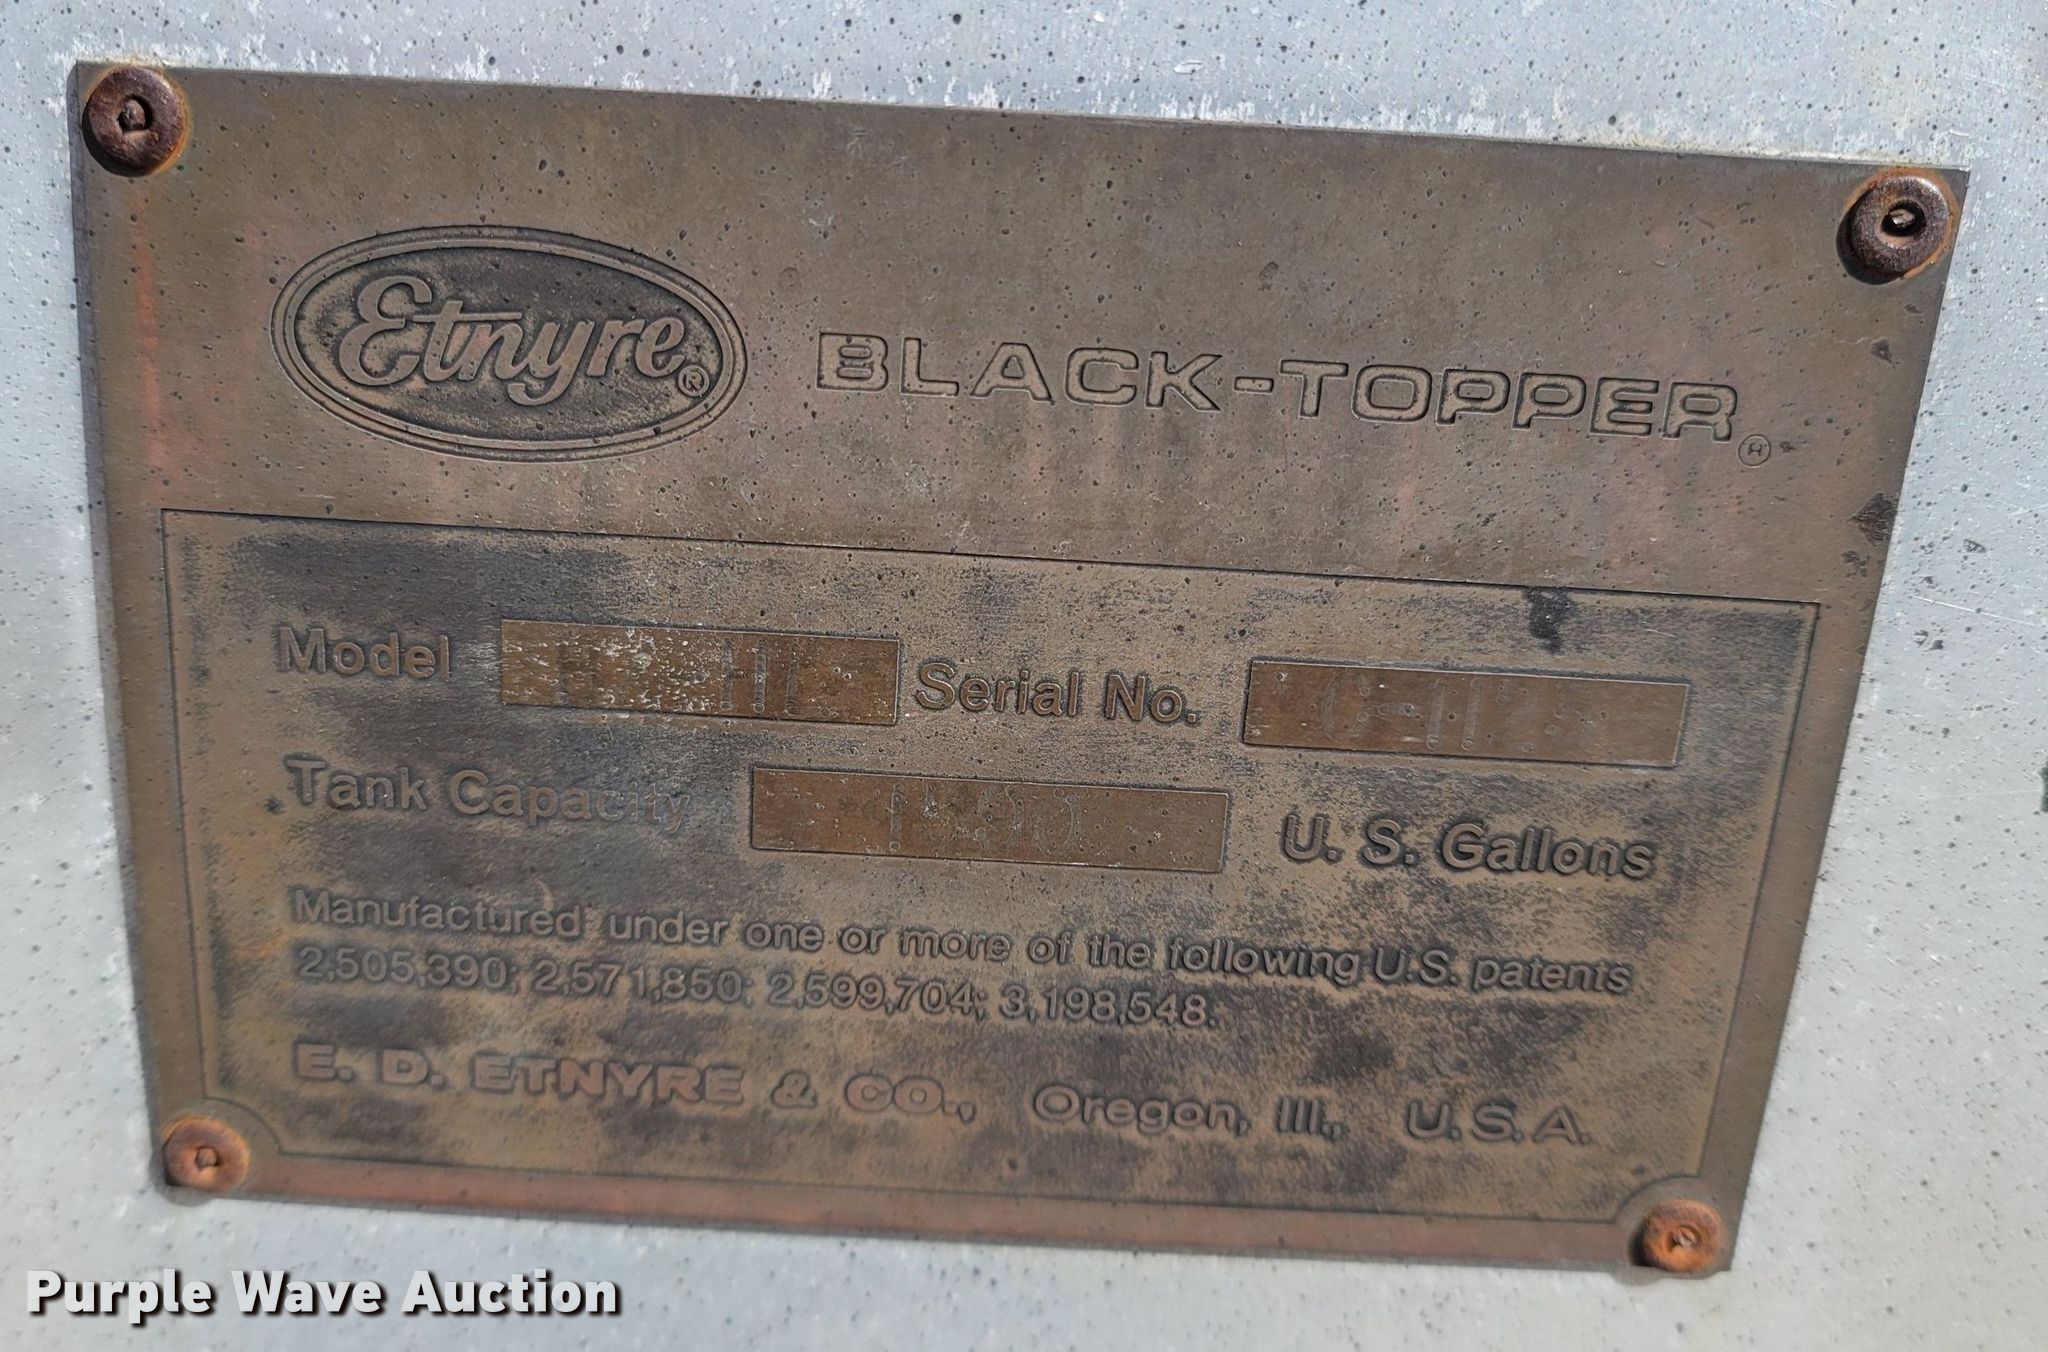 Etnyre®
BLACK-TOPPER®
Model
Serial No.
Tank Capacity
U. S. Gallons
Manufactured under one or more of the following U.S. patents
2,505,390; 2,571,850; 2,599,704; 3,198,548.
E. D. ETNYRE & CO., Oregon, Ill., U.S.A.
Purple Wave Auction